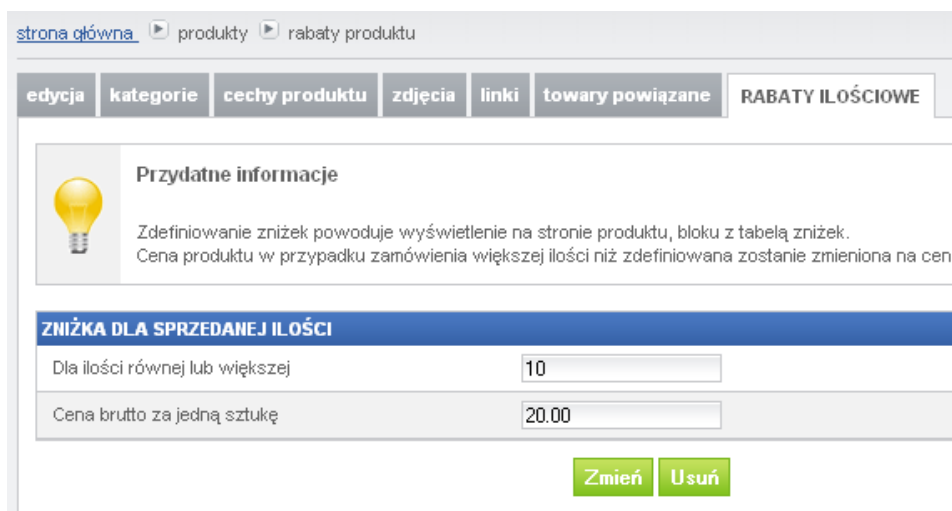 strona główna produkty rabaty produktu
edycja kategorie cechy produktu zdjęcia linki towary powiązane RABATY ILOŚCIOWE
Przydatne informacje
Zdefiniowanie zniżek powoduje wyświetlenie na stronie produktu, bloku z tabelą zniżek.
Cena produktu w przypadku zamówienia większej ilości niż zdefiniowana zostanie zmieniona na cen
ZNIŻKA DLA SPRZEDANEJ ILOŚCI
Dla ilości równej lub większej 10
Cena brutto za jedną sztukę 20.00
Zmień Usuń